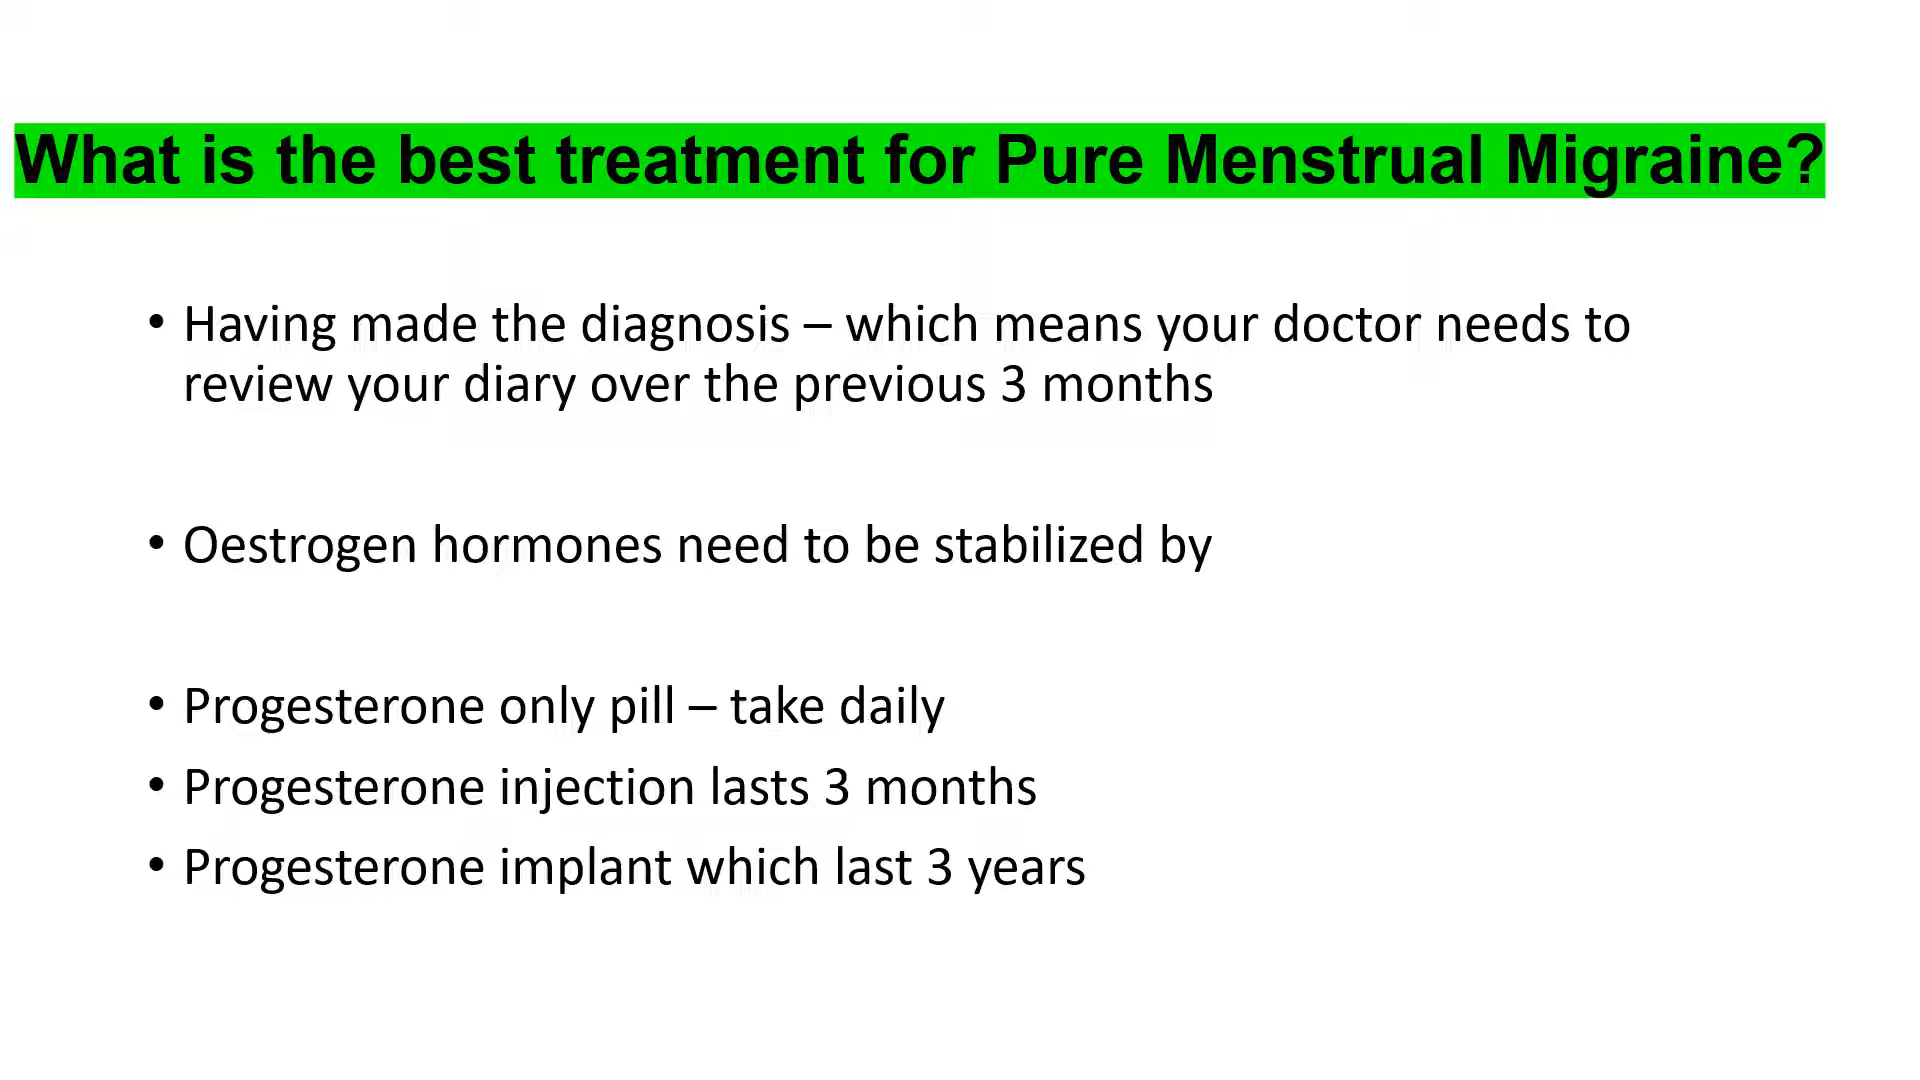 What is the best treatment for Pure Menstrual Migraine?
• Having made the diagnosis – which means your doctor needs to
review your diary over the previous 3 months
• Oestrogen hormones need to be stabilized by
• Progesterone only pill – take daily
• Progesterone injection lasts 3 months
• Progesterone implant which last 3 years